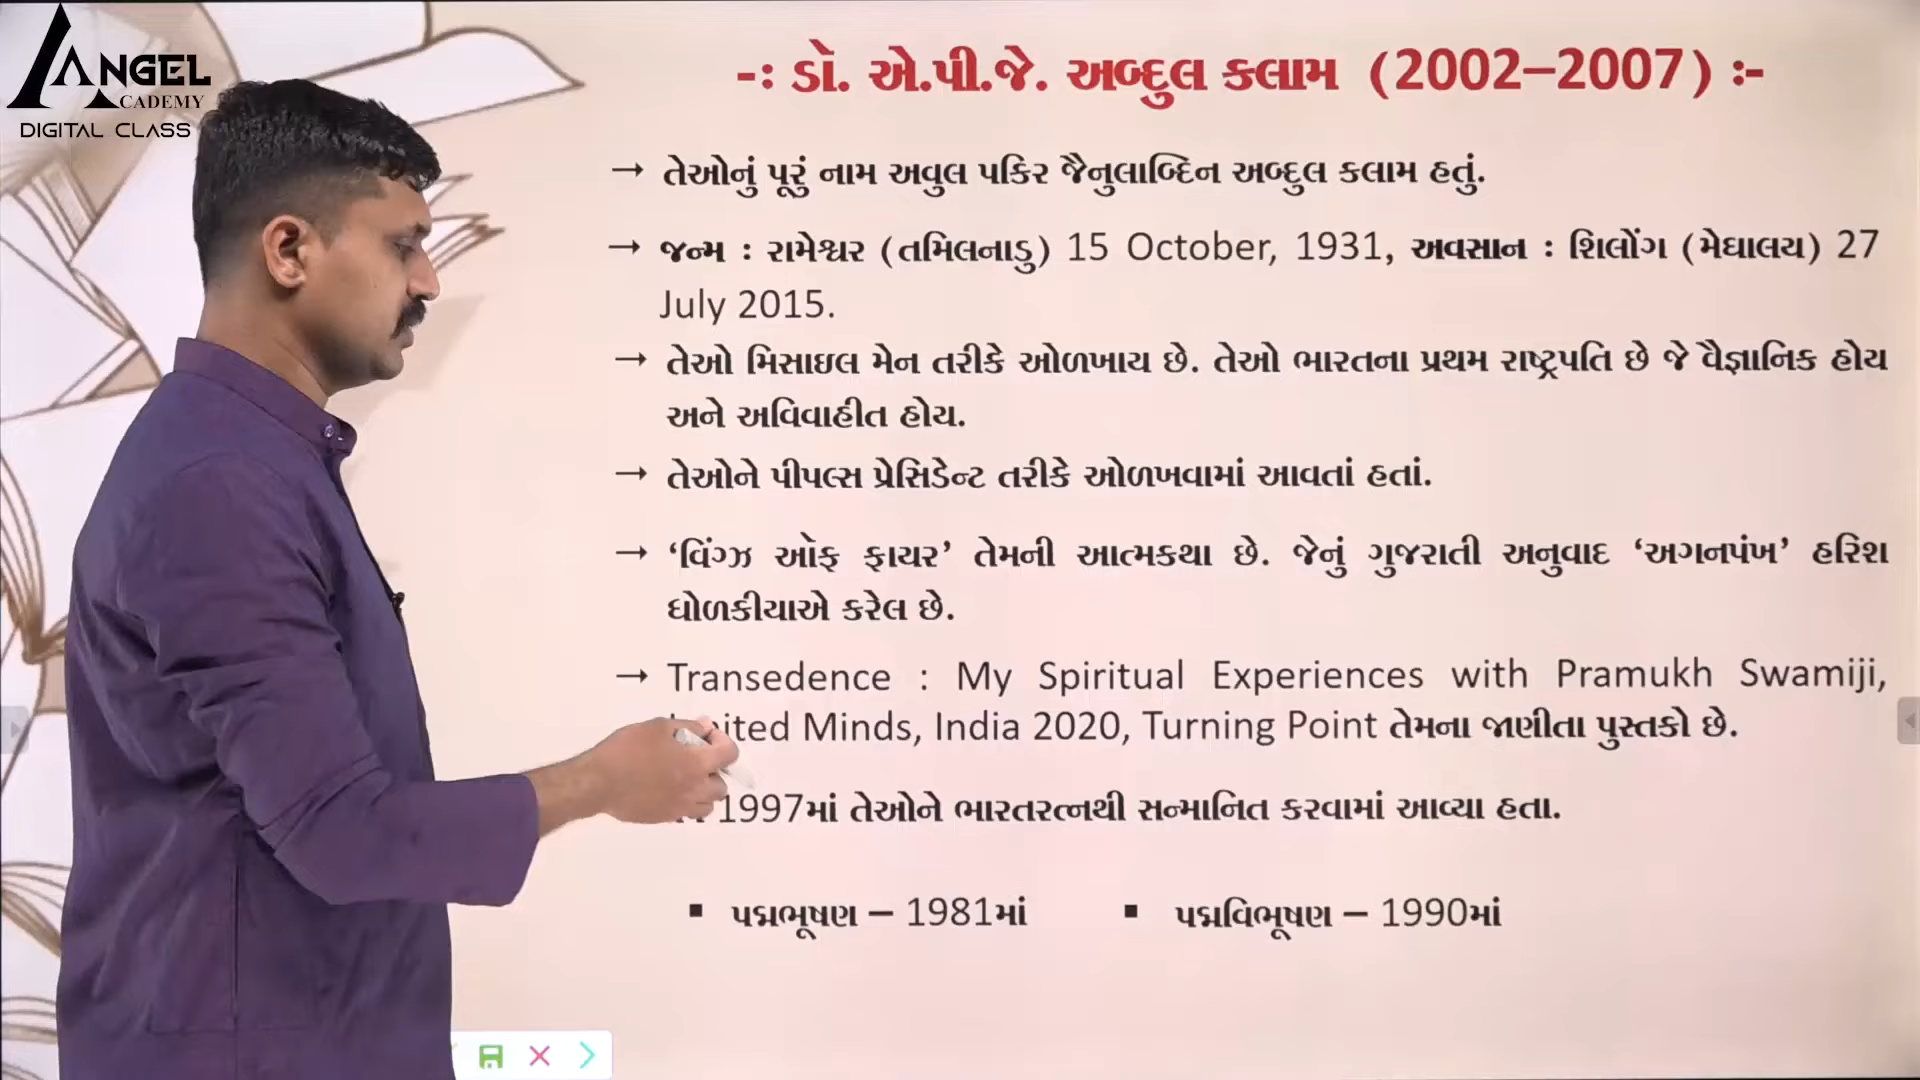 ANGEL
ACADEMY
DIGITAL CLASS
-: ડૉ. એ.પી.જે. અબ્દુલ કલામ (2002–2007) :-
→ તેઓનું પૂરું નામ અવુલ પકિર જૈનુલાબ્દિન અબ્દુલ કલામ હતું.
→ જન્મ : રામેશ્વર (તમિલનાડુ) 15 October, 1931, અવસાન : શિલોંગ (મેઘાલય) 27
July 2015.
→ તેઓ મિસાઇલ મેન તરીકે ઓળખાય છે. તેઓ ભારતના પ્રથમ રાષ્ટ્રપતિ છે જે વૈજ્ઞાનિક હોય
અને અવિવાહીત હોય.
→ તેઓને પીપલ્સ પ્રેસિડેન્ટ તરીકે ઓળખવામાં આવતાં હતાં.
→ ‘વિંગ્ઝ ઑફ ફાયર’ તેમની આત્મકથા છે. જેનું ગુજરાતી અનુવાદ ‘અગનપંખ’ હરિશ
ધોળકીયાએ કરેલ છે.
→ Transedence : My Spiritual Experiences with Pramukh Swamiji,
Minds, India 2020, Turning Point તેમના જાણીતા પુસ્તકો છે.
1997માં તેઓને ભારતરત્નથી સન્માનિત કરવામાં આવ્યા હતા.
▪ પદ્મભૂષણ – 1981માં ▪ પદ્મવિભૂષણ – 1990માં